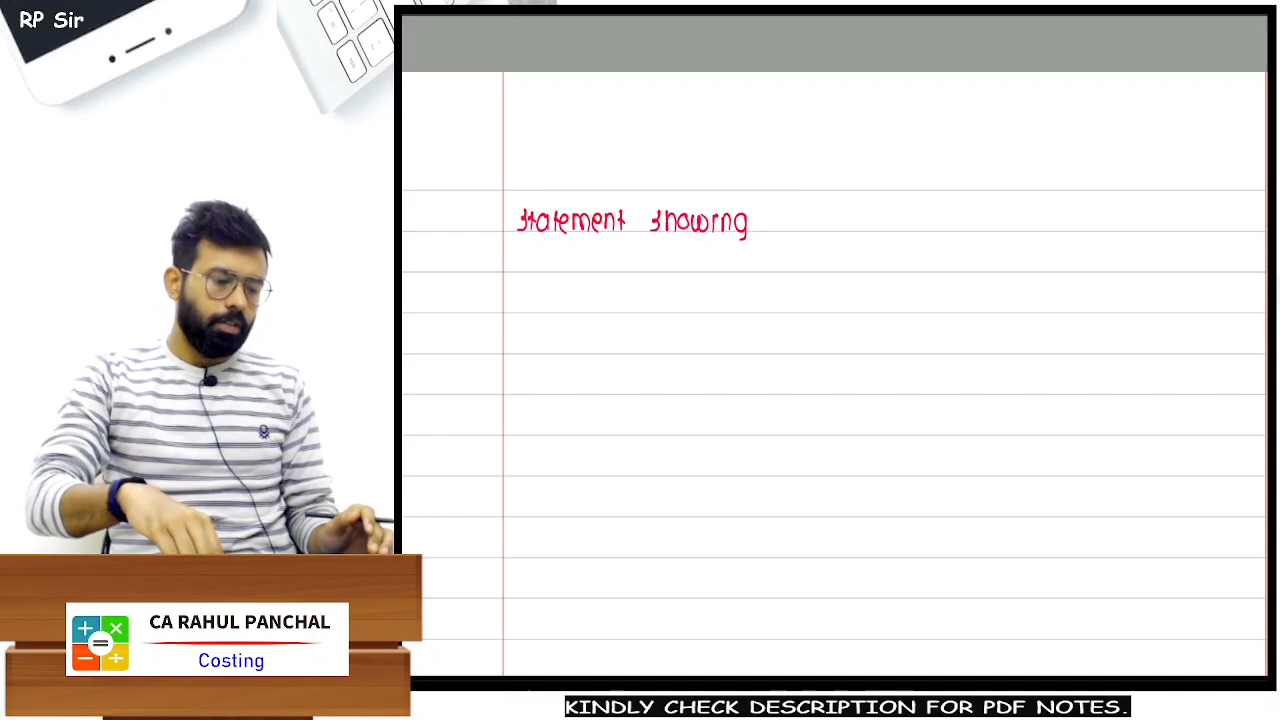 RP Sir
Statement Showing
CA RAHUL PANCHAL
Costing
KINDLY CHECK DESCRIPTION FOR PDF NOTES.